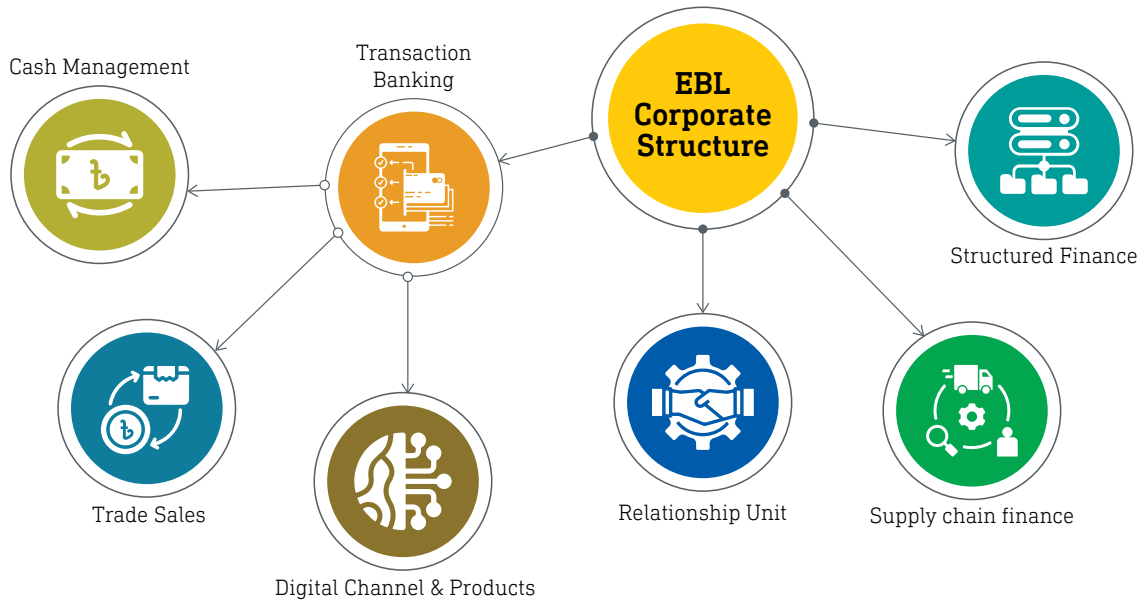 Cash Management
Transaction
Banking
EBL
Corporate
Structure
Structured Finance
Trade Sales
Relationship Unit
Supply chain finance
Digital Channel & Products
৳
৳